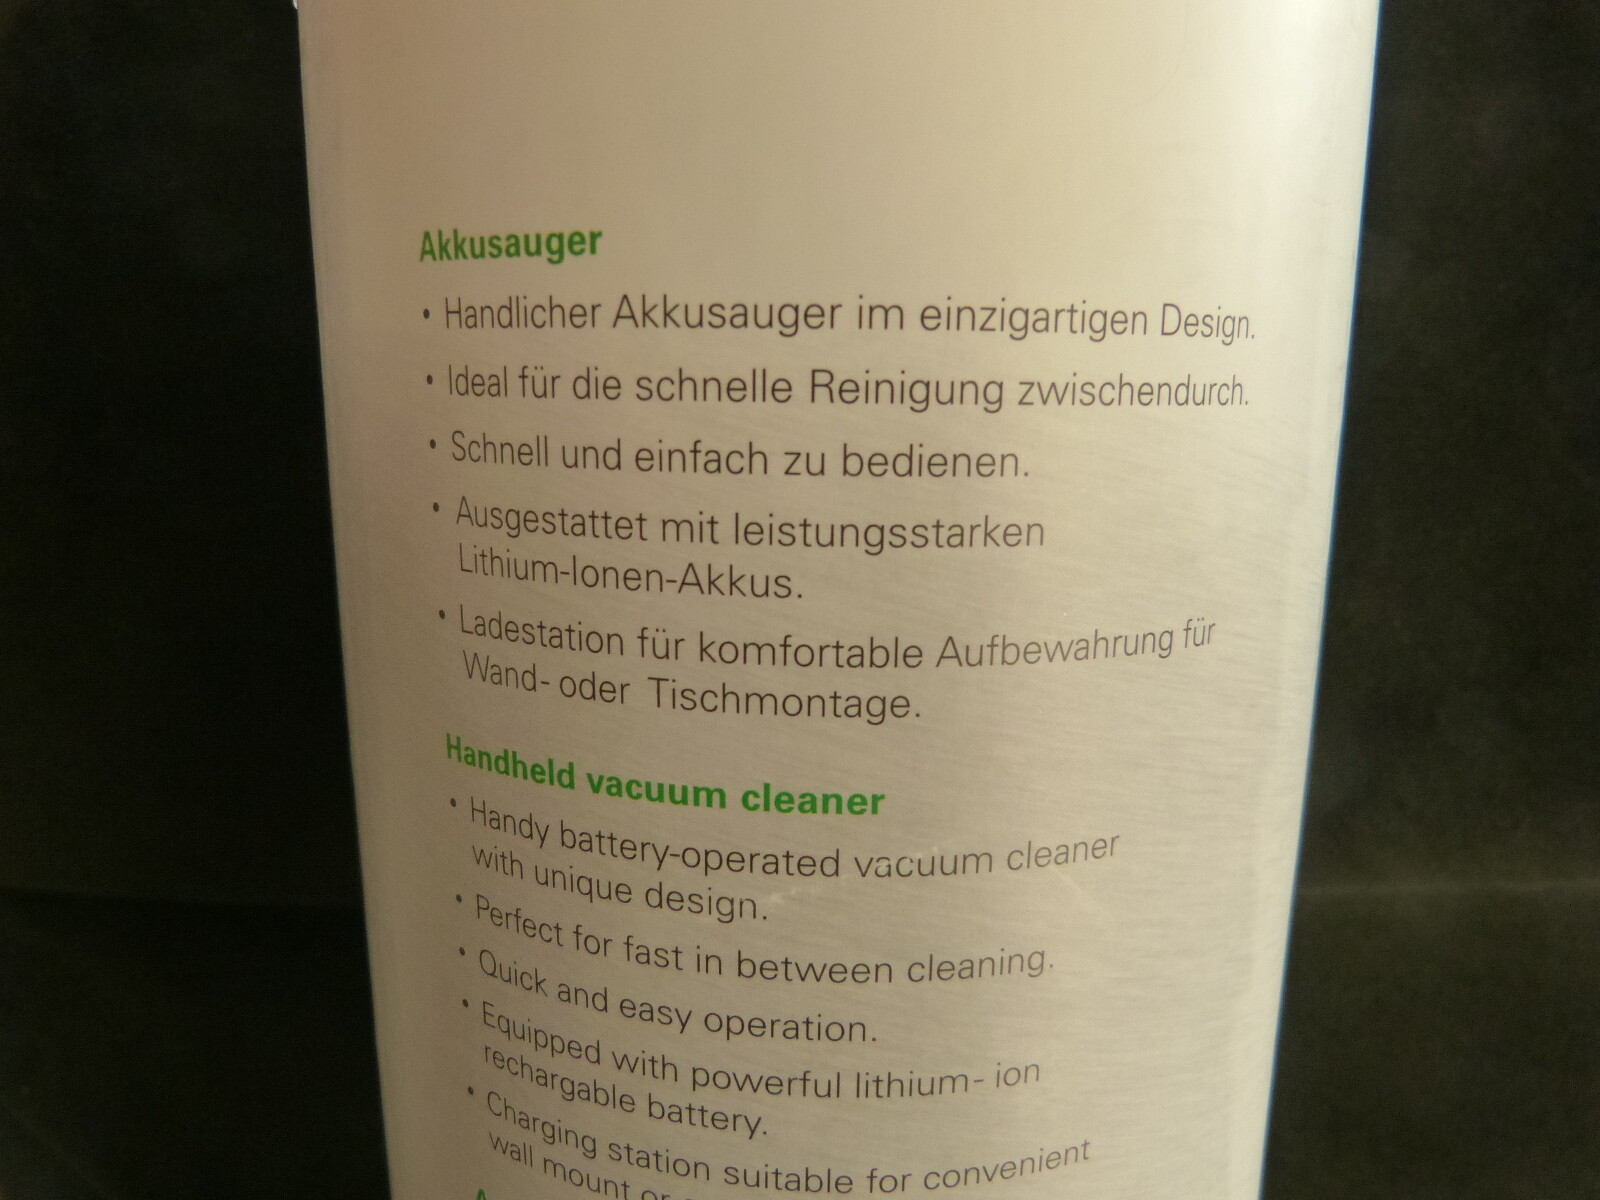 Akkusauger
• Handlicher Akkusauger im einzigartigen Design.
• Ideal für die schnelle Reinigung zwischendurch.
• Schnell und einfach zu bedienen.
• Ausgestattet mit leistungsstarken
Lithium-Ionen-Akkus.
• Ladestation für komfortable Aufbewahrung für
Wand- oder Tischmontage.
Handheld vacuum cleaner
• Handy battery-operated vacuum cleaner
with unique design.
• Perfect for fast in between cleaning.
• Quick and easy operation.
• Equipped with powerful lithium- ion
rechargable battery.
• Charging station suitable for convenient
wall mount or